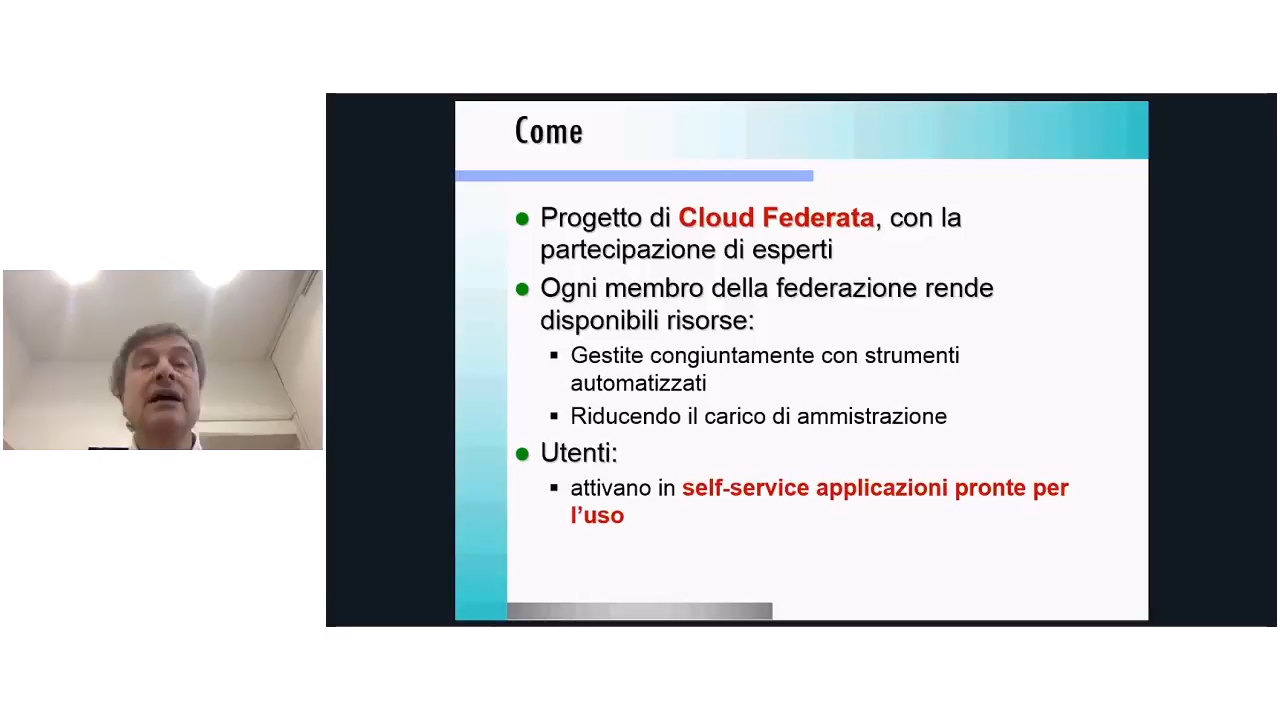 Come
Progetto di Cloud Federata, con la
partecipazione di esperti
Ogni membro della federazione rende
disponibili risorse:
Gestite congiuntamente con strumenti
automatizzati
Riducendo il carico di ammistrazione
Utenti:
attivano in self-service applicazioni pronte per
l’uso